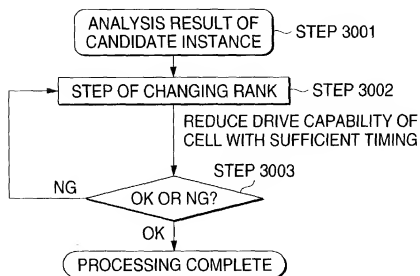 ANALYSIS RESULT OF
CANDIDATE INSTANCE
STEP 3001
STEP OF CHANGING RANK
STEP 3002
REDUCE DRIVE CAPABILITY OF
CELL WITH SUFFICIENT TIMING
STEP 3003
NG
OK OR NG?
OK
PROCESSING COMPLETE